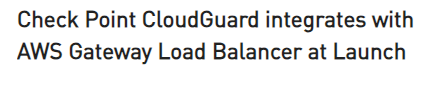 Check Point CloudGuard integrates with
AWS Gateway Load Balancer at Launch